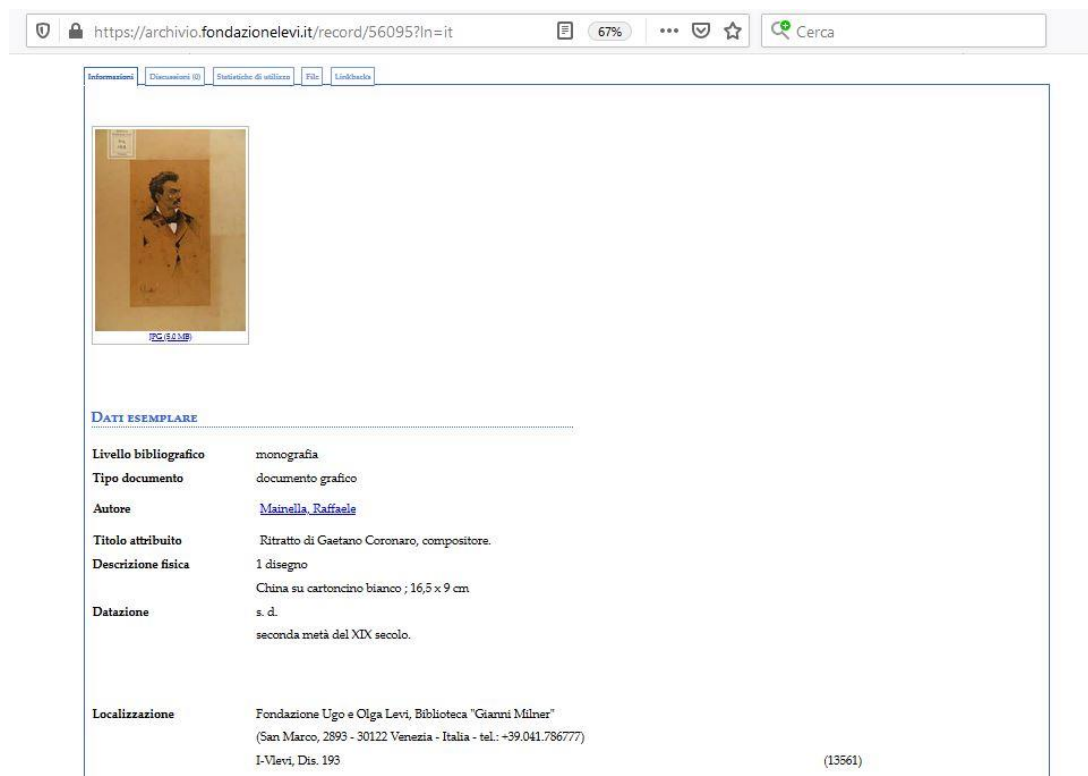 https://archivio.fondazionelevi.it/record/56095?ln=it 67% Cerca
Informazioni Discussioni (0) Statistiche di utilizzo File Linkbacks
JPG (5.0 MB)
DATI ESEMPLARE
Livello bibliografico monografia
Tipo documento documento grafico
Autore Mainella, Raffaele
Titolo attribuito Ritratto di Gaetano Coronaro, compositore.
Descrizione fisica 1 disegno
China su cartoncino bianco ; 16,5 x 9 cm
Datazione s. d.
seconda metà del XIX secolo.
Localizzazione Fondazione Ugo e Olga Levi, Biblioteca "Gianni Milner"
(San Marco, 2893 - 30122 Venezia - Italia - tel.: +39.041.786777)
I-Vlevi, Dis. 193 (13561)